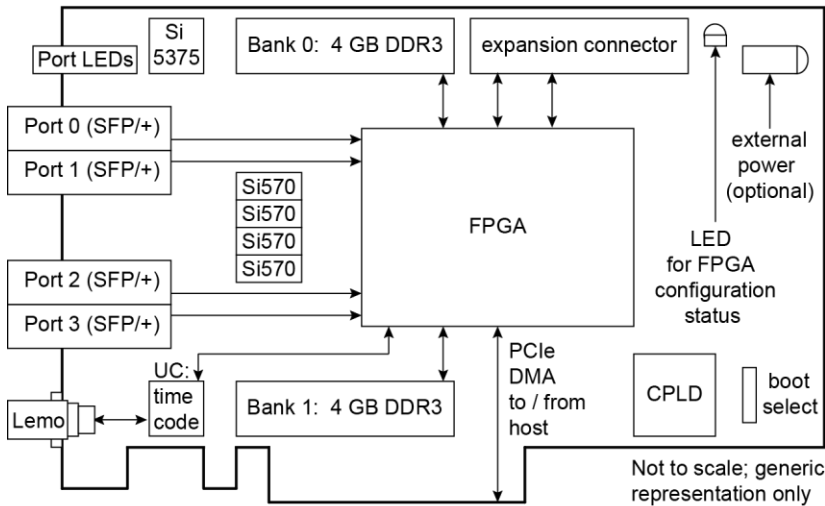 Si
5375
Port LEDs
Bank 0:  4 GB DDR3
expansion connector
Port 0 (SFP/+)
Port 1 (SFP/+)
external
power
(optional)
Si570
Si570
Si570
Si570
FPGA
LED
for FPGA
configuration
status
Port 2 (SFP/+)
Port 3 (SFP/+)
UC:
time
code
Lemo
Bank 1:  4 GB DDR3
PCIe
DMA
to / from
host
CPLD
boot
select
Not to scale; generic
representation only